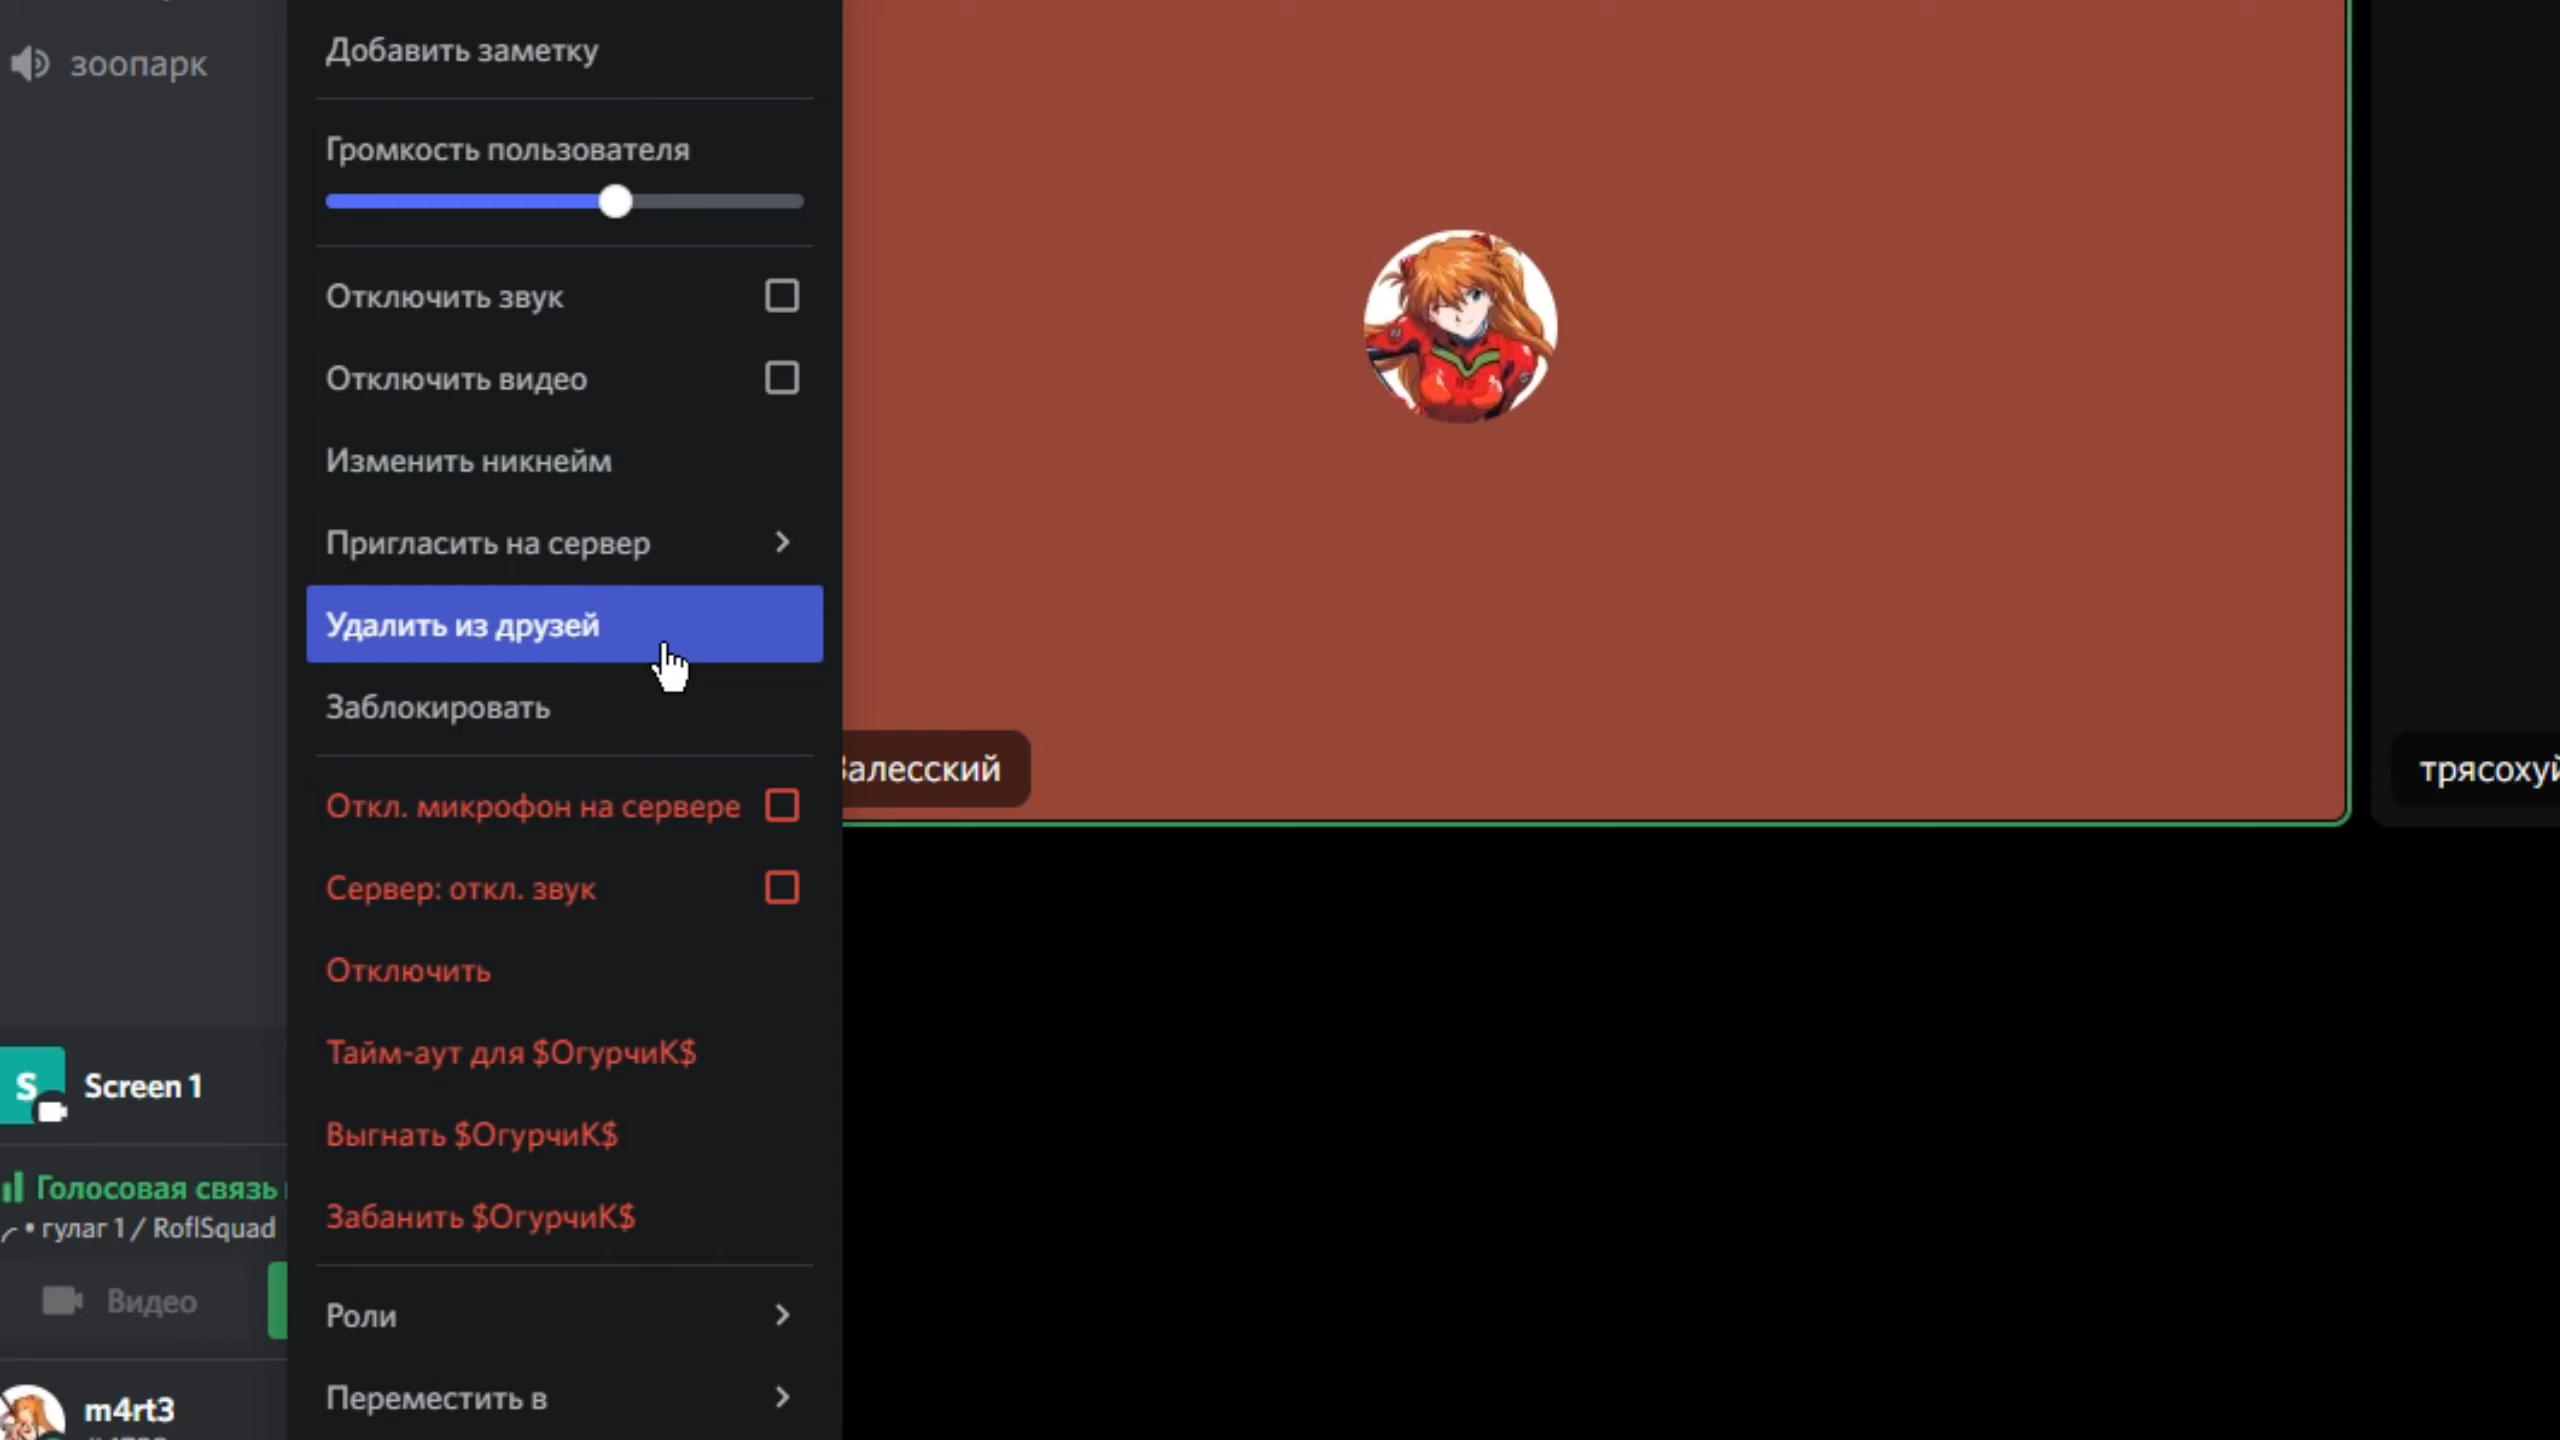 зоопарк
Добавить заметку
Громкость пользователя
Отключить звук
Отключить видео
Изменить никнейм
Пригласить на сервер
Удалить из друзей
Заблокировать
Откл. микрофон на сервере
Сервер: откл. звук
Отключить
Тайм-аут для $ОгурчиК$
Выгнать $ОгурчиК$
Забанить $ОгурчиК$
Роли
Переместить в
S
Screen 1
Голосовая связь
• гулаг 1 / RoflSquad
Видео
m4rt3
Залесский
трясохуй